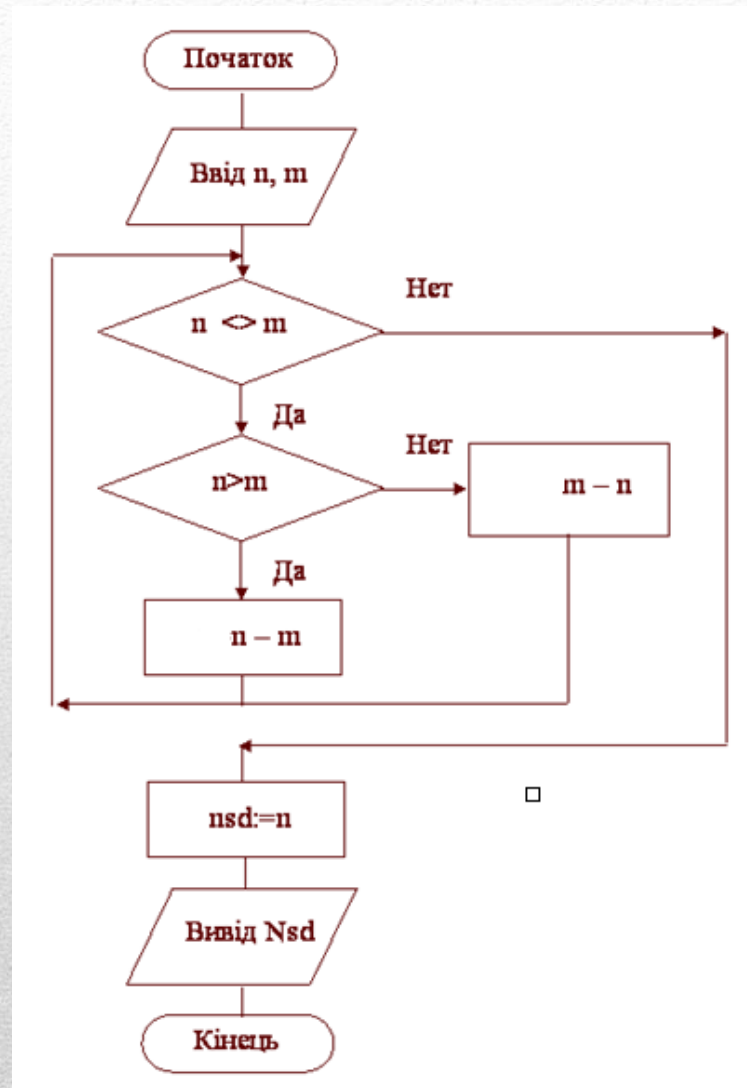 Початок
Ввід n, m
Нет
n <> m
Да
Нет
n>m
m – n
Да
n – m
nsd:=n
Вивід Nsd
Кінець